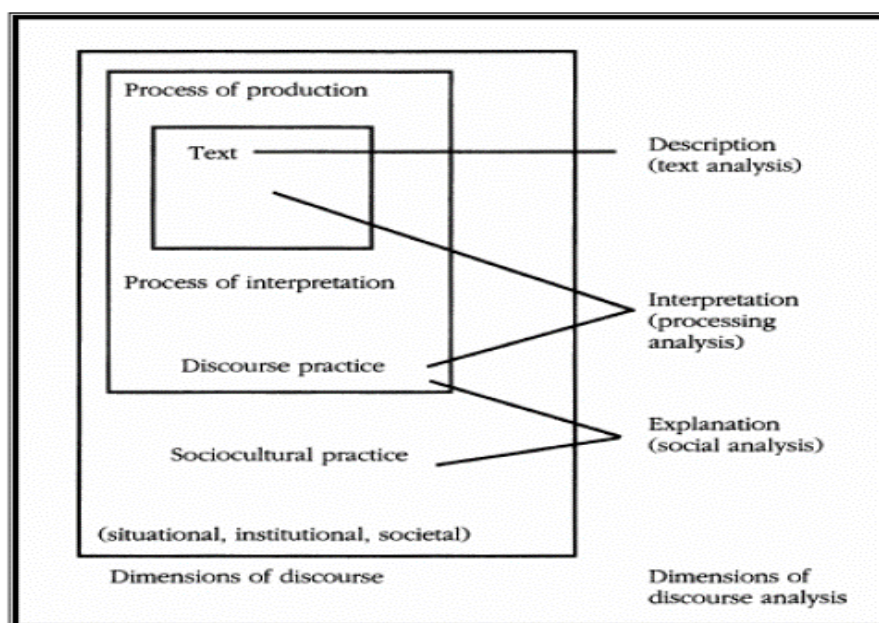 Process of production
Text
Description
(text analysis)
Process of interpretation
Interpretation
(processing
analysis)
Discourse practice
Explanation
(social analysis)
Sociocultural practice
(situational, institutional, societal)
Dimensions of discourse
Dimensions of
discourse analysis